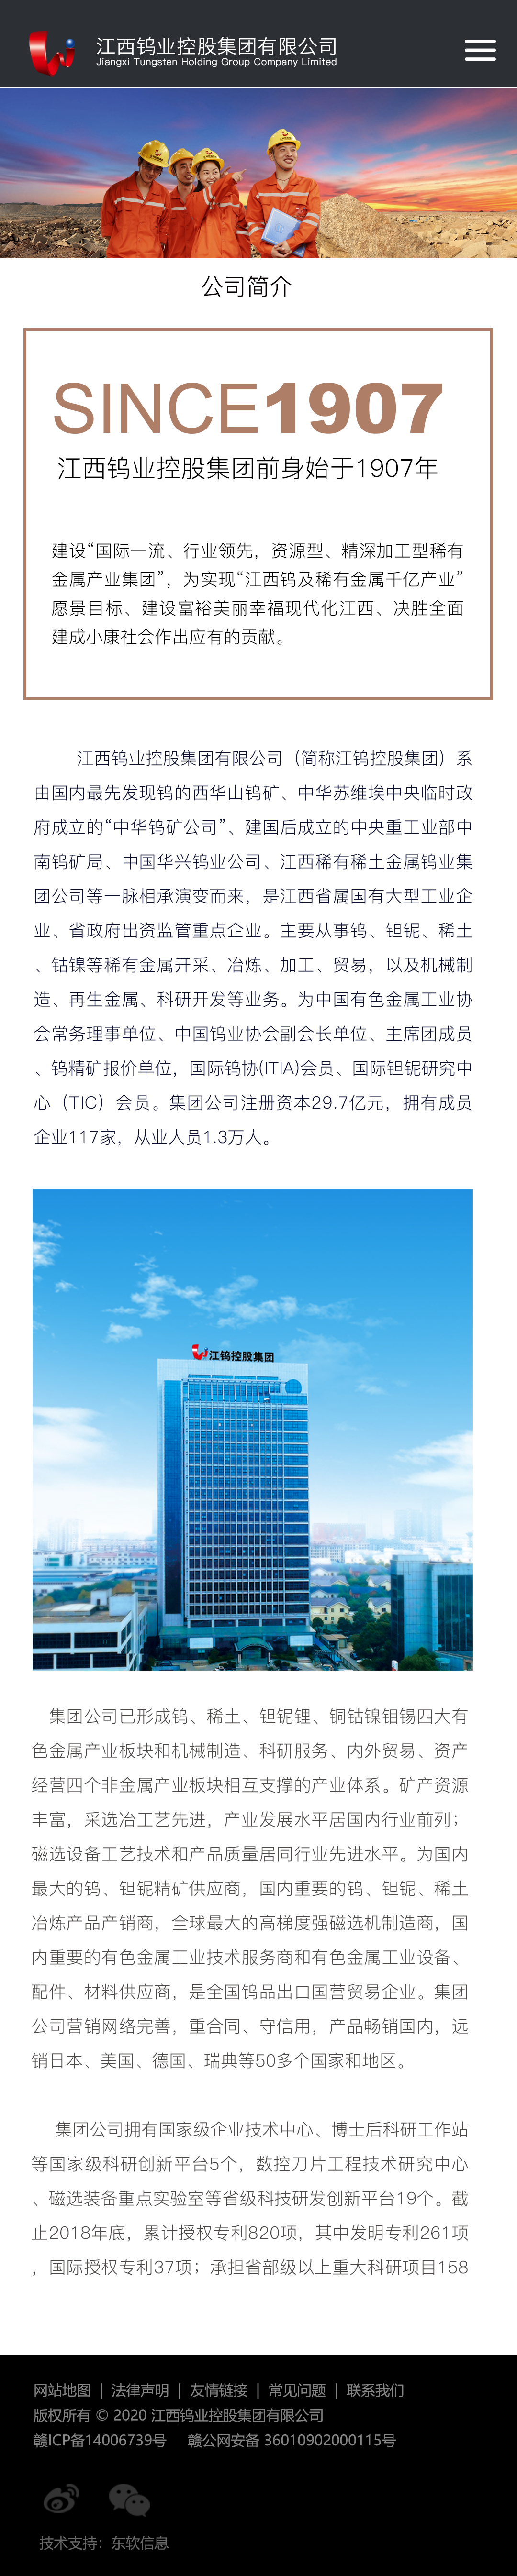 江西钨业控股集团有限公司
Jiangxi Tungsten Holding Group Company Limited
公司简介
SINCE1907
江西钨业控股集团前身始于1907年
建设“国际一流、行业领先，资源型、精深加工型稀有
金属产业集团”，为实现“江西钨及稀有金属千亿产业”
愿景目标、建设富裕美丽幸福现代化江西、决胜全面
建成小康社会作出应有的贡献。
江西钨业控股集团有限公司（简称江钨控股集团）系
由国内最先发现钨的西华山钨矿、中华苏维埃中央临时政
府成立的“中华钨矿公司”、建国后成立的中央重工业部中
南钨矿局、中国华兴钨业公司、江西稀有稀土金属钨业集
团公司等一脉相承演变而来，是江西省属国有大型工业企
业、省政府出资监管重点企业。主要从事钨、钽铌、稀土
、钴镍等稀有金属开采、冶炼、加工、贸易，以及机械制
造、再生金属、科研开发等业务。为中国有色金属工业协
会常务理事单位、中国钨业协会副会长单位、主席团成员
、钨精矿报价单位，国际钨协(ITIA)会员、国际钽铌研究中
心（TIC）会员。集团公司注册资本29.7亿元，拥有成员
企业117家，从业人员1.3万人。
江钨控股集团
集团公司已形成钨、稀土、钽铌锂、铜钴镍钼锡四大有
色金属产业板块和机械制造、科研服务、内外贸易、资产
经营四个非金属产业板块相互支撑的产业体系。矿产资源
丰富，采选冶工艺先进，产业发展水平居国内行业前列；
磁选设备工艺技术和产品质量居同行业先进水平。为国内
最大的钨、钽铌精矿供应商，国内重要的钨、钽铌、稀土
冶炼产品产销商，全球最大的高梯度强磁选机制造商，国
内重要的有色金属工业技术服务商和有色金属工业设备、
配件、材料供应商，是全国钨品出口国营贸易企业。集团
公司营销网络完善，重合同、守信用，产品畅销国内，远
销日本、美国、德国、瑞典等50多个国家和地区。
集团公司拥有国家级企业技术中心、博士后科研工作站
等国家级科研创新平台5个，数控刀片工程技术研究中心
、磁选装备重点实验室等省级科技研发创新平台19个。截
止2018年底，累计授权专利820项，其中发明专利261项
，国际授权专利37项；承担省部级以上重大科研项目158
网站地图 | 法律声明 | 友情链接 | 常见问题 | 联系我们
版权所有 © 2020 江西钨业控股集团有限公司
赣ICP备14006739号 赣公网安备 36010902000115号
技术支持：东软信息